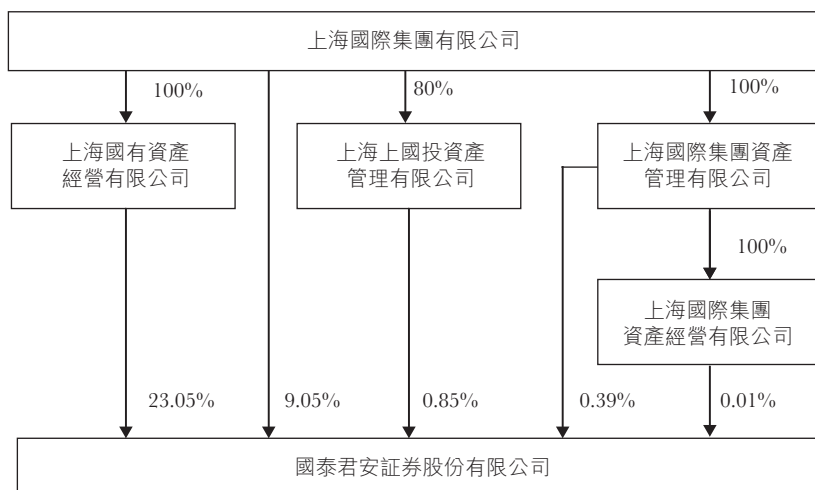 上海國際集團有限公司
100%
80%
100%
上海國有資產
經營有限公司
上海上國投資產
管理有限公司
上海國際集團資產
管理有限公司
100%
上海國際集團
資產經營有限公司
23.05%
9.05%
0.85%
0.39%
0.01%
國泰君安証券股份有限公司